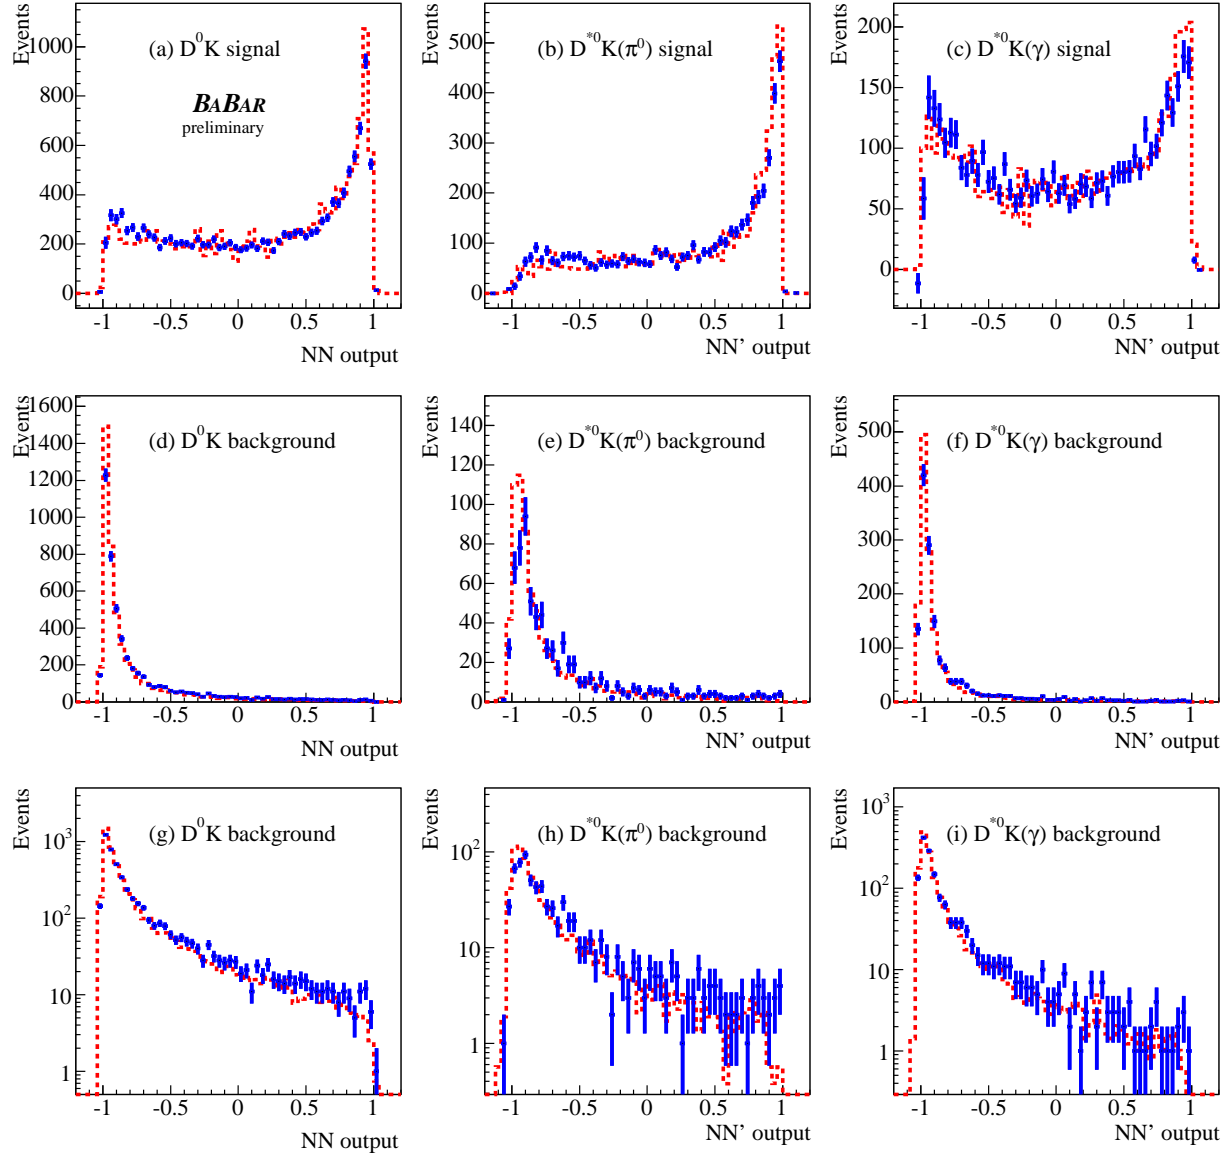 Events
1000
800
600
400
200
0
(a) D⁰K signal
BABAR
preliminary
-1 -0.5 0 0.5 1
NN output
Events
500
400
300
200
100
0
(b) D*⁰K(π⁰) signal
-1 -0.5 0 0.5 1
NN’ output
Events
200
150
100
50
0
(c) D*⁰K(γ) signal
-1 -0.5 0 0.5 1
NN’ output
Events
1600
1400
1200
1000
800
600
400
200
0
(d) D⁰K background
-1 -0.5 0 0.5 1
NN output
Events
140
120
100
80
60
40
20
0
(e) D*⁰K(π⁰) background
-1 -0.5 0 0.5 1
NN’ output
Events
500
400
300
200
100
0
(f) D*⁰K(γ) background
-1 -0.5 0 0.5 1
NN’ output
Events
10³
10²
10
1
(g) D⁰K background
-1 -0.5 0 0.5 1
NN output
Events
10²
10
1
(h) D*⁰K(π⁰) background
-1 -0.5 0 0.5 1
NN’ output
Events
10³
10²
10
1
(i) D*⁰K(γ) background
-1 -0.5 0 0.5 1
NN’ output